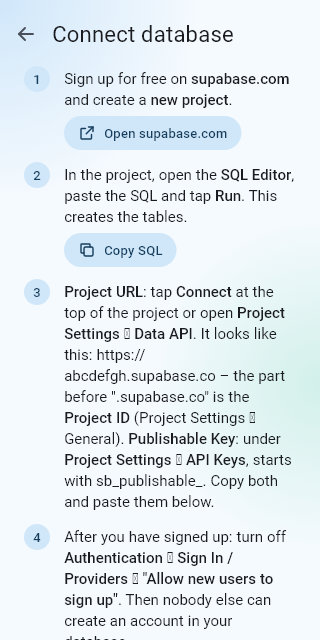 Connect database
1 Sign up for free on supabase.com
and create a new project.
Open supabase.com
2 In the project, open the SQL Editor,
paste the SQL and tap Run. This
creates the tables.
Copy SQL
3 Project URL: tap Connect at the
top of the project or open Project
Settings ▯ Data API. It looks like
this: https://
abcdefgh.supabase.co – the part
before ".supabase.co" is the
Project ID (Project Settings ▯
General). Publishable Key: under
Project Settings ▯ API Keys, starts
with sb_publishable_. Copy both
and paste them below.
4 After you have signed up: turn off
Authentication ▯ Sign In /
Providers ▯ "Allow new users to
sign up". Then nobody else can
create an account in your